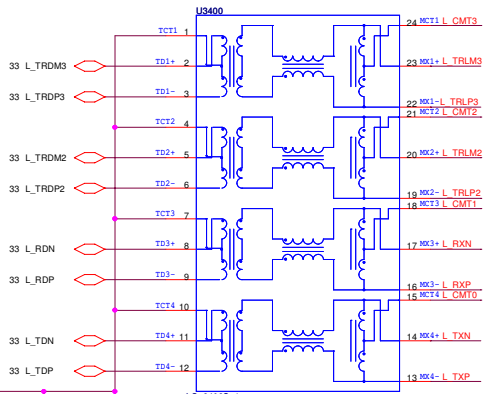 U3400
TCT1 1 24 MCT1 L_CMT3
33 L_TRDM3 TD1+ 2 23 MX1+ L_TRLM3
33 L_TRDP3 TD1- 3 22 MX1- L_TRLP3
TCT2 4 21 MCT2 L_CMT2
33 L_TRDM2 TD2+ 5 20 MX2+ L_TRLM2
33 L_TRDP2 TD2- 6 19 MX2- L_TRLP2
TCT3 7 18 MCT3 L_CMT1
33 L_RDN TD3+ 8 17 MX3+ L_RXN
33 L_RDP TD3- 9 16 MX3- L_RXP
TCT4 10 15 MCT4 L_CMT0
33 L_TDN TD4+ 11 14 MX4+ L_TXN
33 L_TDP TD4- 12 13 MX4- L_TXP